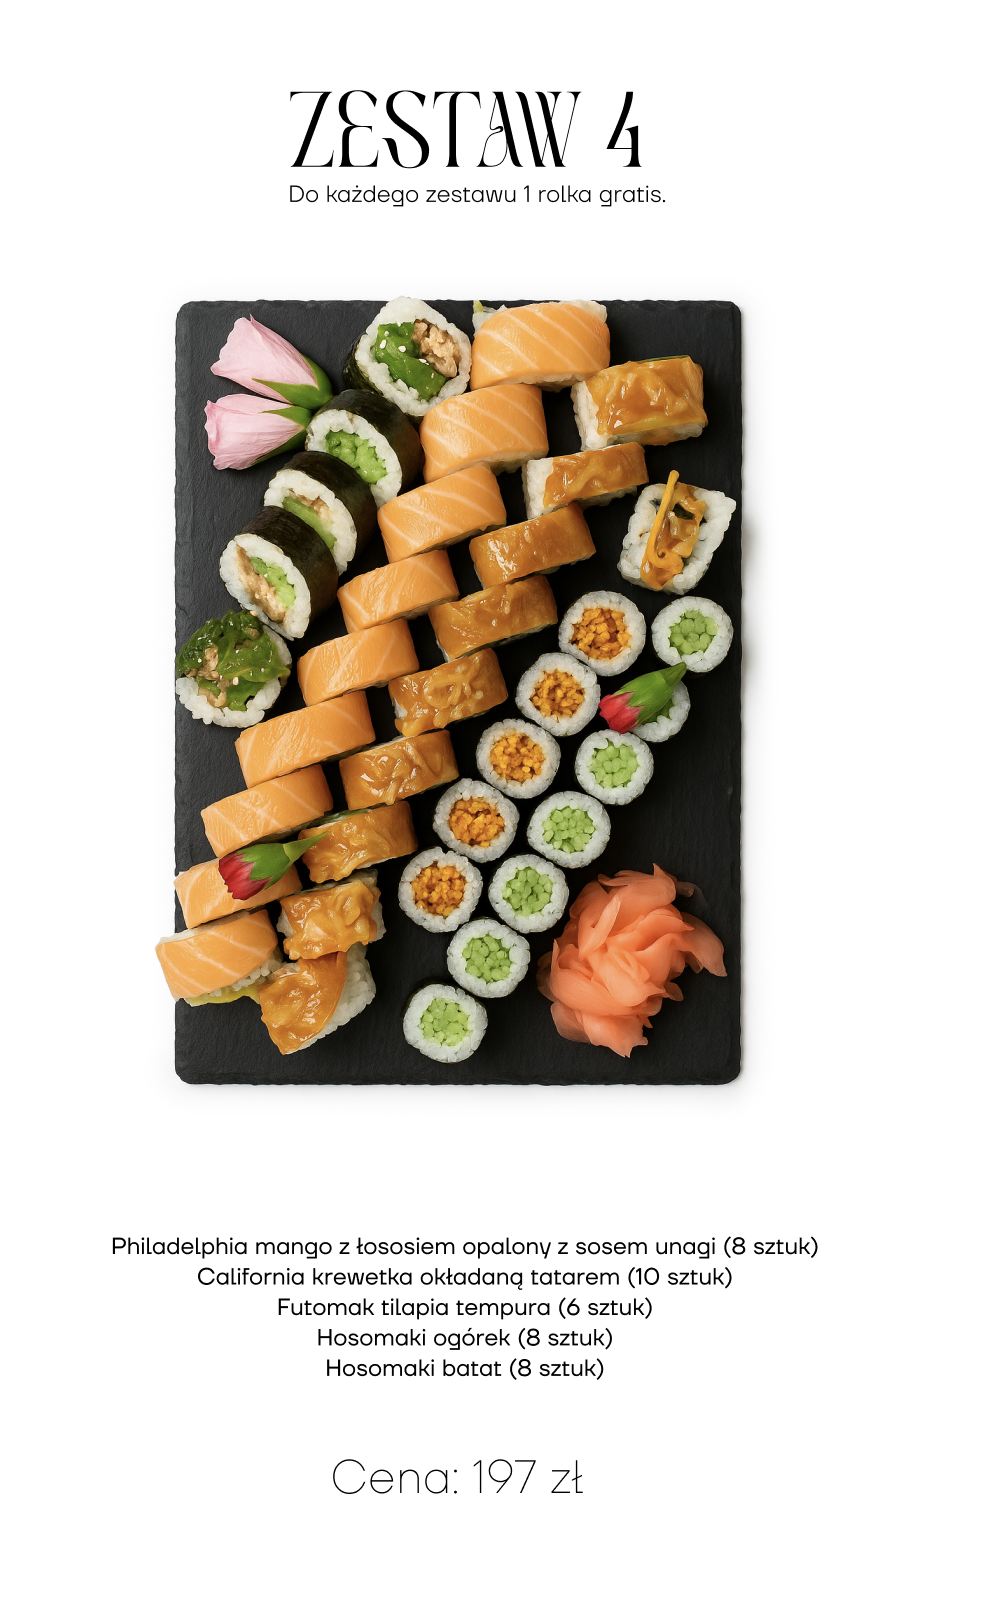 ZESTAW 4
Do każdego zestawu 1 rolka gratis.
Philadelphia mango z łososiem opalony z sosem unagi (8 sztuk)
California krewetka okładaną tatarem (10 sztuk)
Futomak tilapia tempura (6 sztuk)
Hosomaki ogórek (8 sztuk)
Hosomaki batat (8 sztuk)
Cena: 197 zł